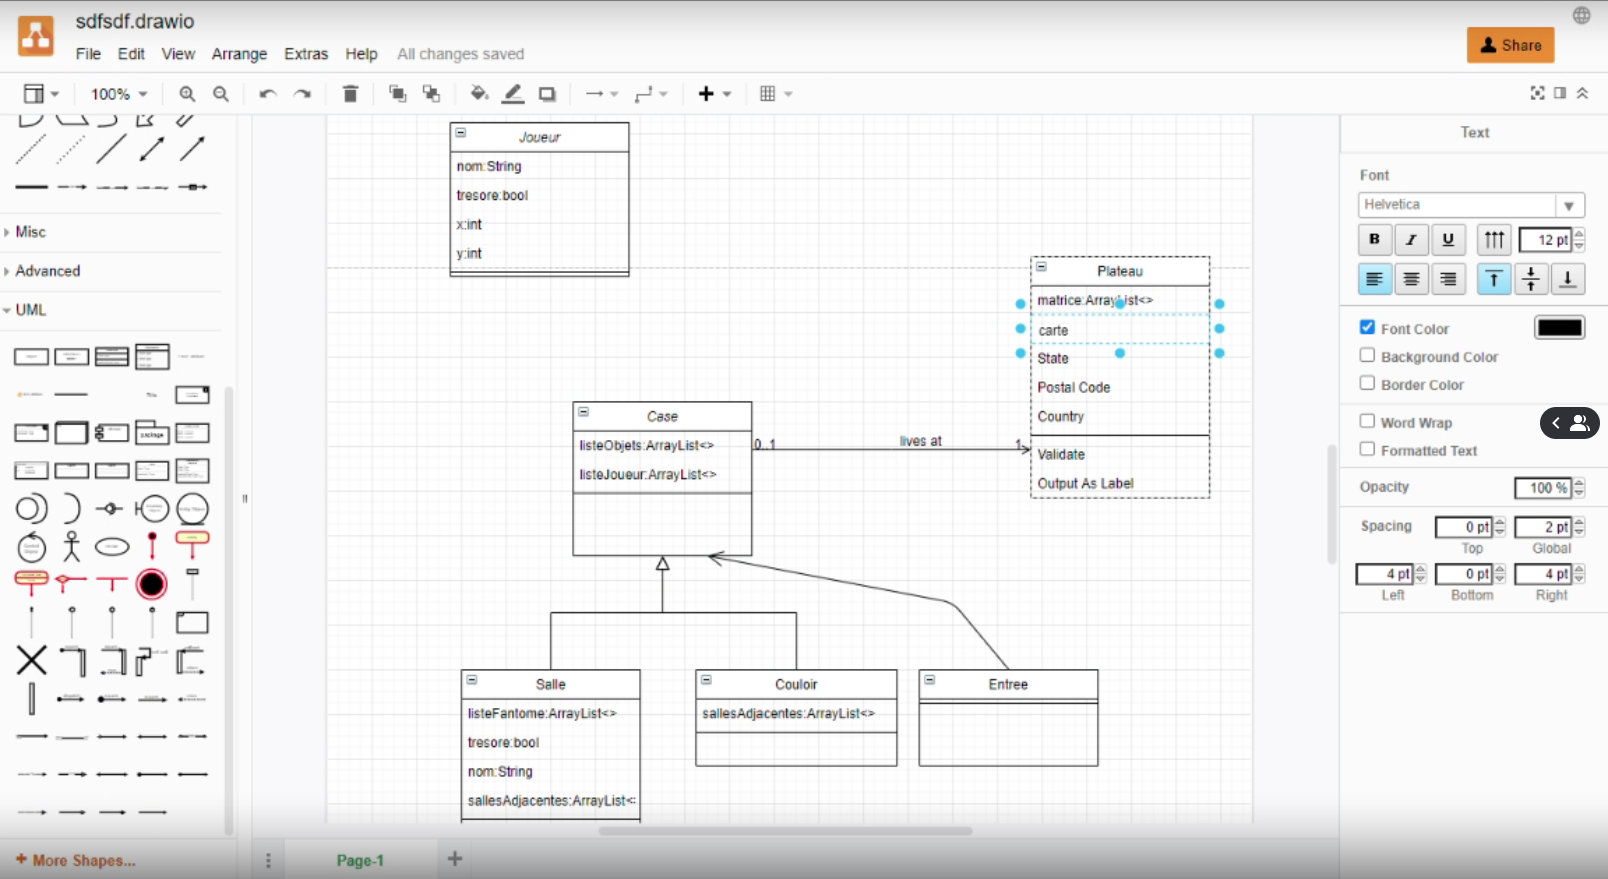 sdfsdf.drawio
File Edit View Arrange Extras Help All changes saved
Share
100%
Misc
Advanced
UML
More Shapes...
Joueur
nom:String
tresore:bool
x:int
y:int
Plateau
matrice:ArrayList<>
carte
State
Postal Code
Country
Validate
Output As Label
Case
listeObjets:ArrayList<>
listeJoueur:ArrayList<>
0..1
lives at
1
Salle
listeFantome:ArrayList<>
tresore:bool
nom:String
sallesAdjacentes:ArrayList<
Couloir
sallesAdjacentes:ArrayList<>
Entree
Page-1
Text
Font
Helvetica
B I U 12 pt
Font Color
Background Color
Border Color
Word Wrap
Formatted Text
Opacity 100 %
Spacing 0 pt 2 pt
Top Global
4 pt 0 pt 4 pt
Left Bottom Right